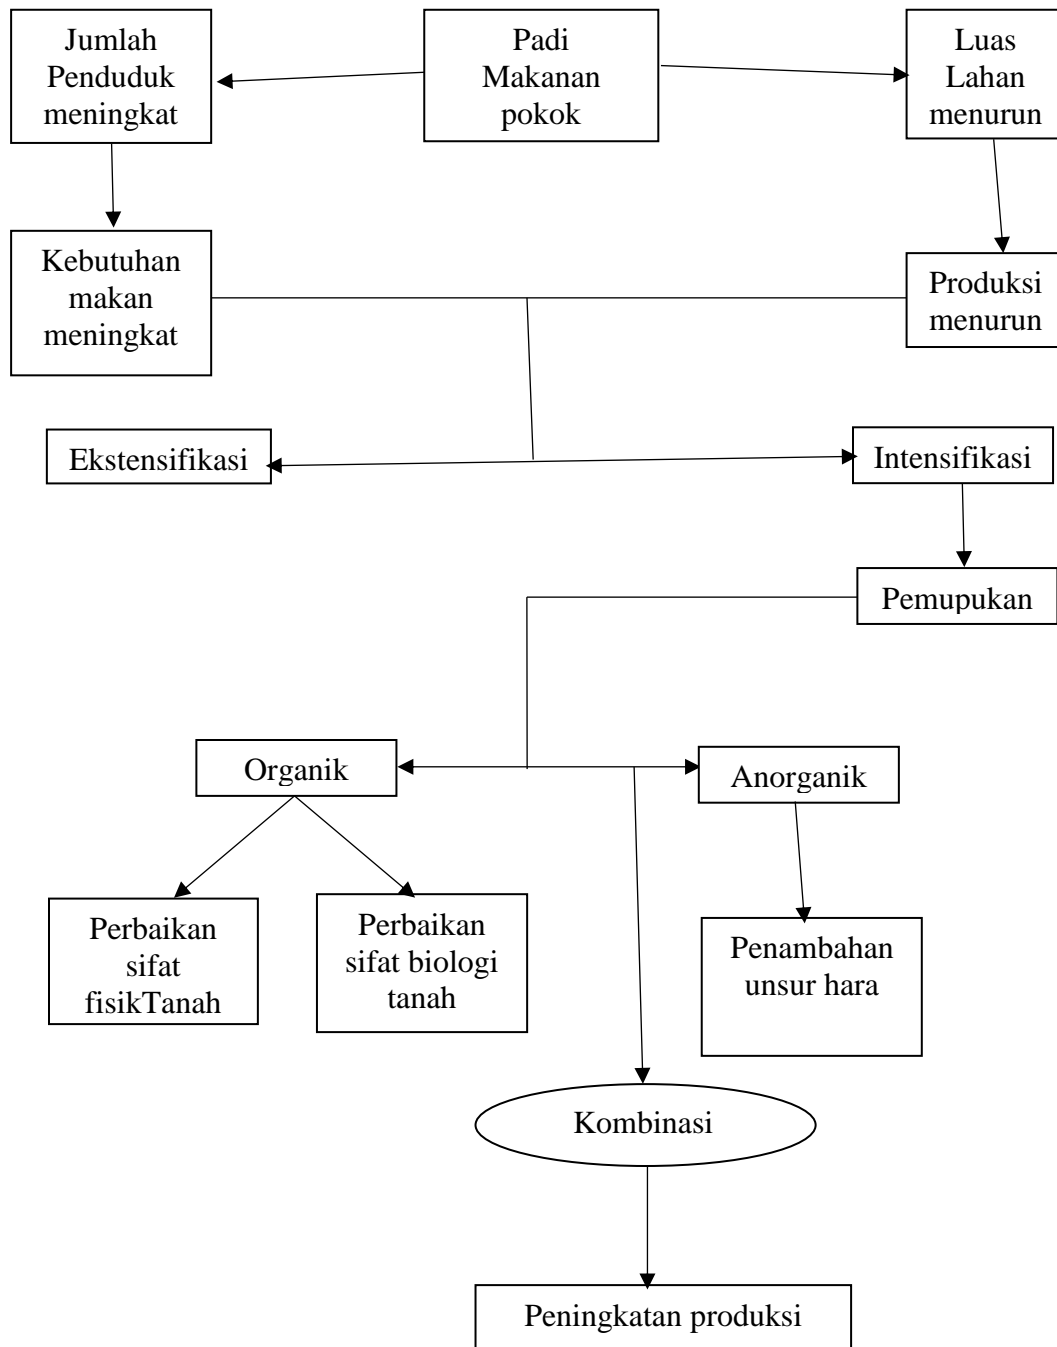 Jumlah
Penduduk
meningkat
Padi
Makanan
pokok
Luas
Lahan
menurun
Kebutuhan
makan
meningkat
Produksi
menurun
Ekstensifikasi
Intensifikasi
Pemupukan
Organik
Anorganik
Perbaikan
sifat
fisikTanah
Perbaikan
sifat biologi
tanah
Penambahan
unsur hara
Kombinasi
Peningkatan produksi